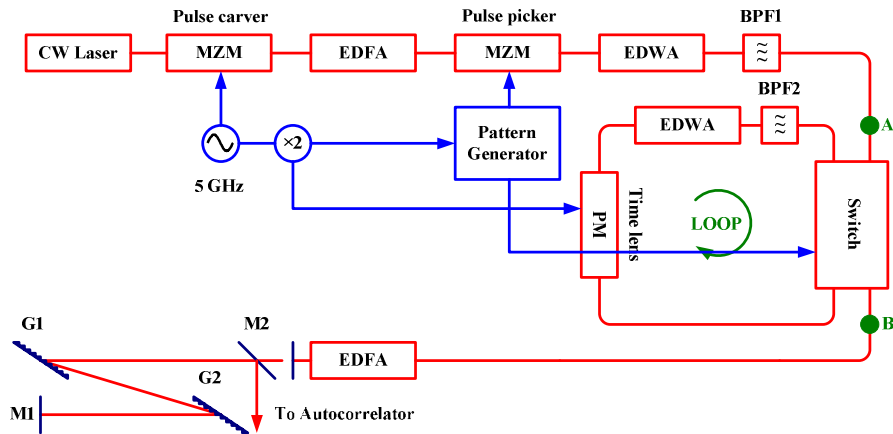 Pulse carver
Pulse picker
BPF1
CW Laser
MZM
EDFA
MZM
EDWA
≈
BPF2
A
EDWA
≈
×2
Pattern
Generator
5 GHz
PM
Time lens
LOOP
Switch
G1
M2
B
EDFA
G2
M1
To Autocorrelator